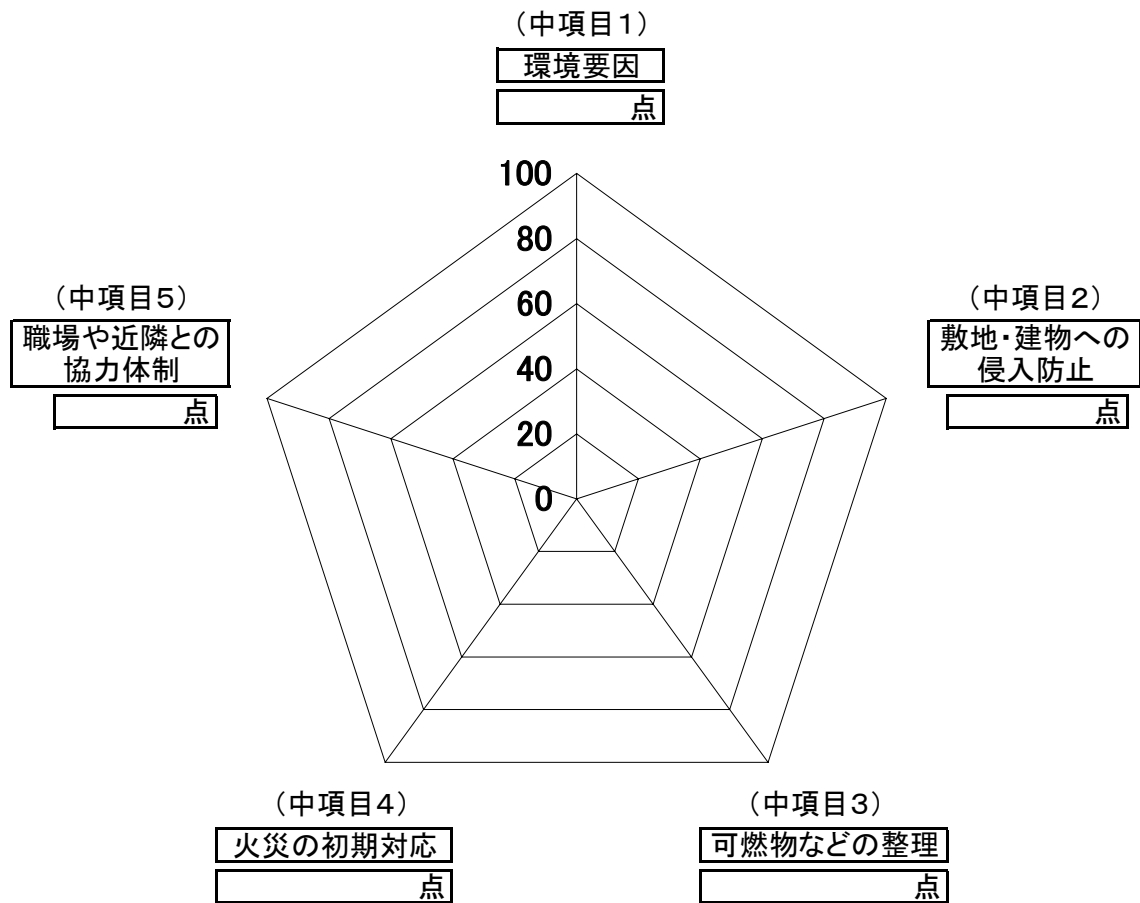 （中項目1）
環境要因
点
100
80
60
40
20
0
（中項目5）
職場や近隣との
協力体制
点
（中項目2）
敷地・建物への
侵入防止
点
（中項目4）
火災の初期対応
点
（中項目3）
可燃物などの整理
点